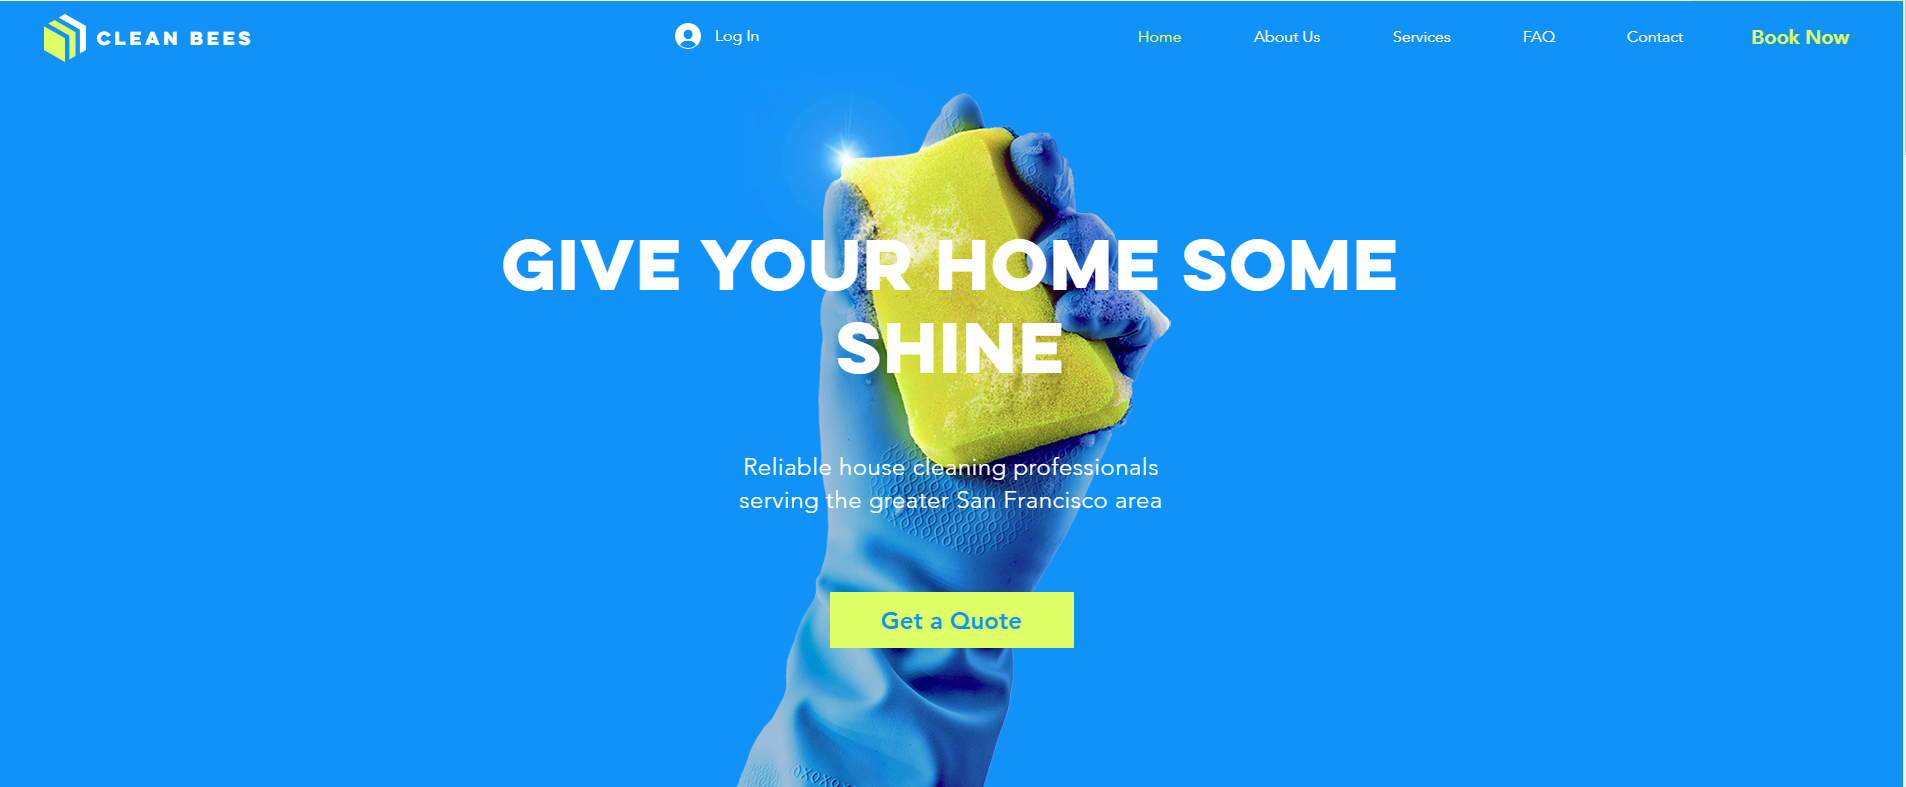 CLEAN BEES
Log In
Home
About Us
Services
FAQ
Contact
Book Now
GIVE YOUR HOME SOME
SHINE
Reliable house cleaning professionals
serving the greater San Francisco area
Get a Quote